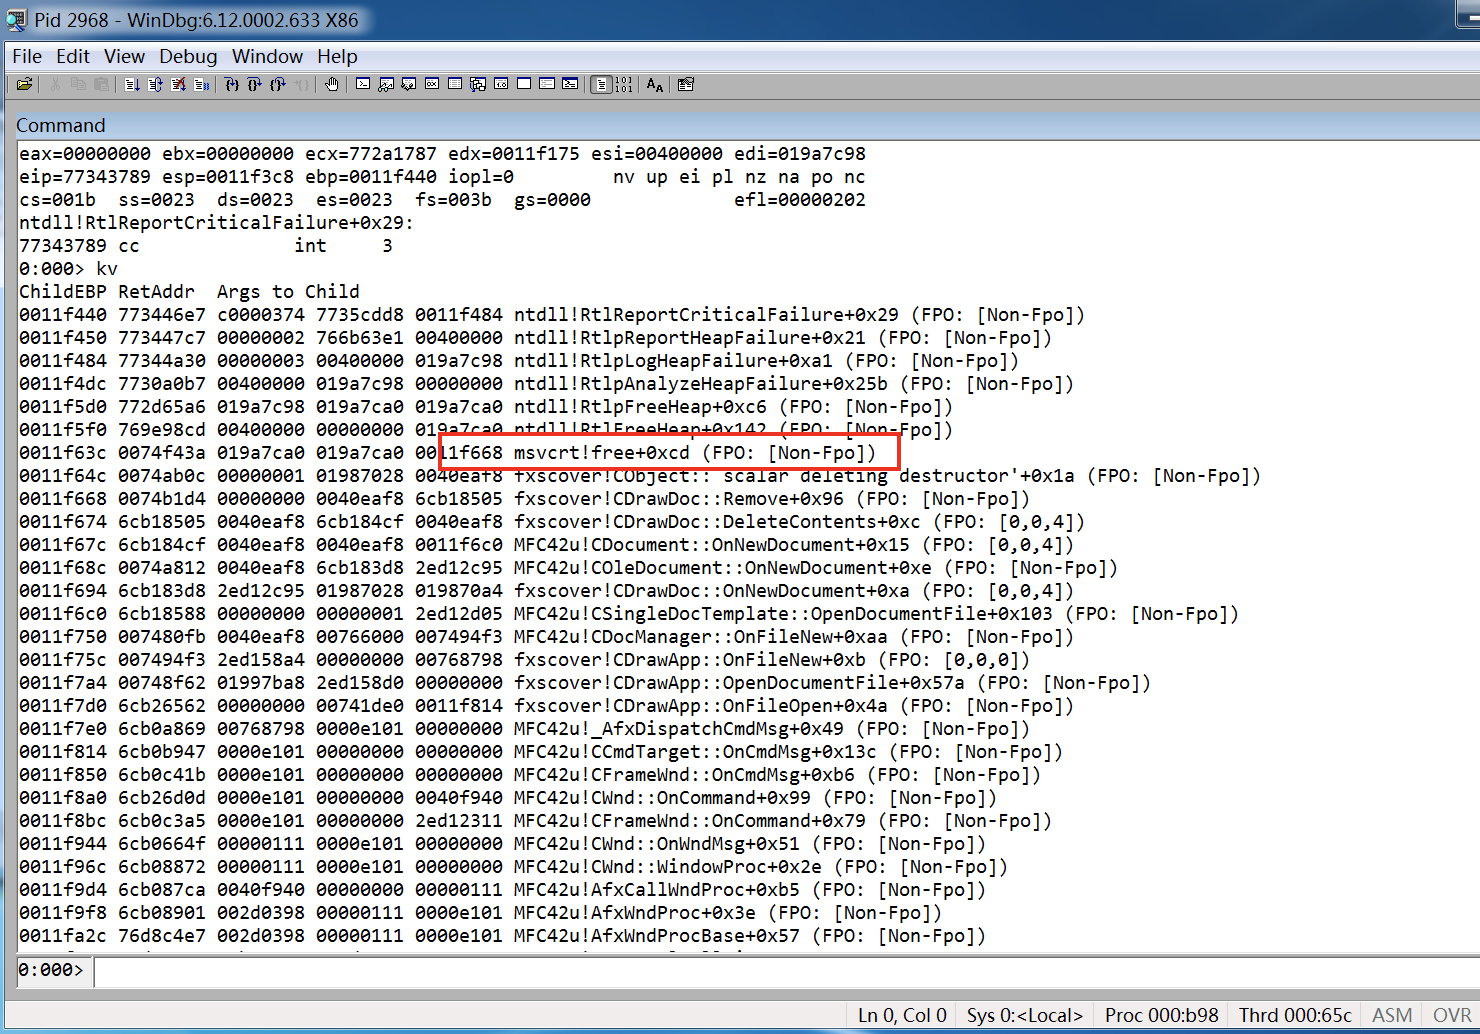 Pid 2968 - WinDbg:6.12.0002.633 X86
File Edit View Debug Window Help
Command
eax=00000000 ebx=00000000 ecx=772a1787 edx=0011f175 esi=00400000 edi=019a7c98
eip=77343789 esp=0011f3c8 ebp=0011f440 iopl=0 nv up ei pl nz na po nc
cs=001b ss=0023 ds=0023 es=0023 fs=003b gs=0000 efl=00000202
ntdll!RtlReportCriticalFailure+0x29:
77343789 cc int 3
0:000> kv
ChildEBP RetAddr Args to Child
0011f440 773446e7 c0000374 7735cdd8 0011f484 ntdll!RtlReportCriticalFailure+0x29 (FPO: [Non-Fpo])
0011f450 773447c7 00000002 766b63e1 00400000 ntdll!RtlpReportHeapFailure+0x21 (FPO: [Non-Fpo])
0011f484 77344a30 00000003 00400000 019a7c98 ntdll!RtlpLogHeapFailure+0xa1 (FPO: [Non-Fpo])
0011f4dc 7730a0b7 00400000 019a7c98 00000000 ntdll!RtlpAnalyzeHeapFailure+0x25b (FPO: [Non-Fpo])
0011f5d0 772d65a6 019a7c98 019a7ca0 019a7ca0 ntdll!RtlpFreeHeap+0xc6 (FPO: [Non-Fpo])
0011f5f0 769e98cd 00400000 00000000 019a7ca0 ntdll!RtlFreeHeap+0x142 (FPO: [Non-Fpo])
0011f63c 0074f43a 019a7ca0 019a7ca0 0011f668 msvcrt!free+0xcd (FPO: [Non-Fpo])
0011f654 0074ab0c 00000001 01987028 0040eaf8 fxscover!CObject::`scalar deleting destructor'+0x1a (FPO: [Non-Fpo])
0011f668 0074b1d4 00000000 0040eaf8 6cb18505 fxscover!CDrawDoc::Remove+0x96 (FPO: [Non-Fpo])
0011f674 6cb18505 0040eaf8 6cb184cf 0040eaf8 fxscover!CDrawDoc::DeleteContents+0xc (FPO: [0,0,4])
0011f67c 6cb184cf 0040eaf8 0040eaf8 0011f6c0 MFC42u!CDocument::OnNewDocument+0x15 (FPO: [0,0,4])
0011f68c 0074a812 0040eaf8 6cb183d8 2ed12c95 MFC42u!COleDocument::OnNewDocument+0xe (FPO: [Non-Fpo])
0011f694 6cb183d8 2ed12c95 01987028 019870a4 fxscover!CDrawDoc::OnNewDocument+0xa (FPO: [0,0,4])
0011f6c0 6cb18588 00000000 00000001 2ed12d05 MFC42u!CSingleDocTemplate::OpenDocumentFile+0x103 (FPO: [Non-Fpo])
0011f750 007480fb 0040eaf8 00766000 007494f3 MFC42u!CDocManager::OnFileNew+0xaa (FPO: [Non-Fpo])
0011f75c 007494f3 2ed158a4 00000000 00768798 fxscover!CDrawApp::OnFileNew+0xb (FPO: [0,0,0])
0011f7a4 00748f62 01997ba8 2ed158d0 00000000 fxscover!CDrawApp::OpenDocumentFile+0x57a (FPO: [Non-Fpo])
0011f7d0 6cb26562 00000000 00741de0 0011f814 fxscover!CDrawApp::OnFileOpen+0x4a (FPO: [Non-Fpo])
0011f7e0 6cb0a869 00768798 0000e101 00000000 MFC42u!_AfxDispatchCmdMsg+0x49 (FPO: [Non-Fpo])
0011f814 6cb0b947 0000e101 00000000 00000000 MFC42u!CCmdTarget::OnCmdMsg+0x13c (FPO: [Non-Fpo])
0011f850 6cb0c41b 0000e101 00000000 00000000 MFC42u!CFrameWnd::OnCmdMsg+0xb6 (FPO: [Non-Fpo])
0011f8a0 6cb26d0d 0000e101 00000000 0040f940 MFC42u!CWnd::OnCommand+0x99 (FPO: [Non-Fpo])
0011f8bc 6cb0c3a5 0000e101 00000000 2ed12311 MFC42u!CFrameWnd::OnCommand+0x79 (FPO: [Non-Fpo])
0011f944 6cb0664f 00000111 0000e101 00000000 MFC42u!CWnd::OnWndMsg+0x51 (FPO: [Non-Fpo])
0011f96c 6cb08872 00000111 0000e101 00000000 MFC42u!CWnd::WindowProc+0x2e (FPO: [Non-Fpo])
0011f9d4 6cb087ca 0040f940 00000000 00000111 MFC42u!AfxCallWndProc+0xb5 (FPO: [Non-Fpo])
0011f9f8 6cb08901 002d0398 00000111 0000e101 MFC42u!AfxWndProc+0x3e (FPO: [Non-Fpo])
0011fa2c 76d8c4e7 002d0398 00000111 0000e101 MFC42u!AfxWndProcBase+0x57 (FPO: [Non-Fpo])
0:000>
Ln 0, Col 0 Sys 0:<Local> Proc 000:b98 Thrd 000:65c ASM OVR